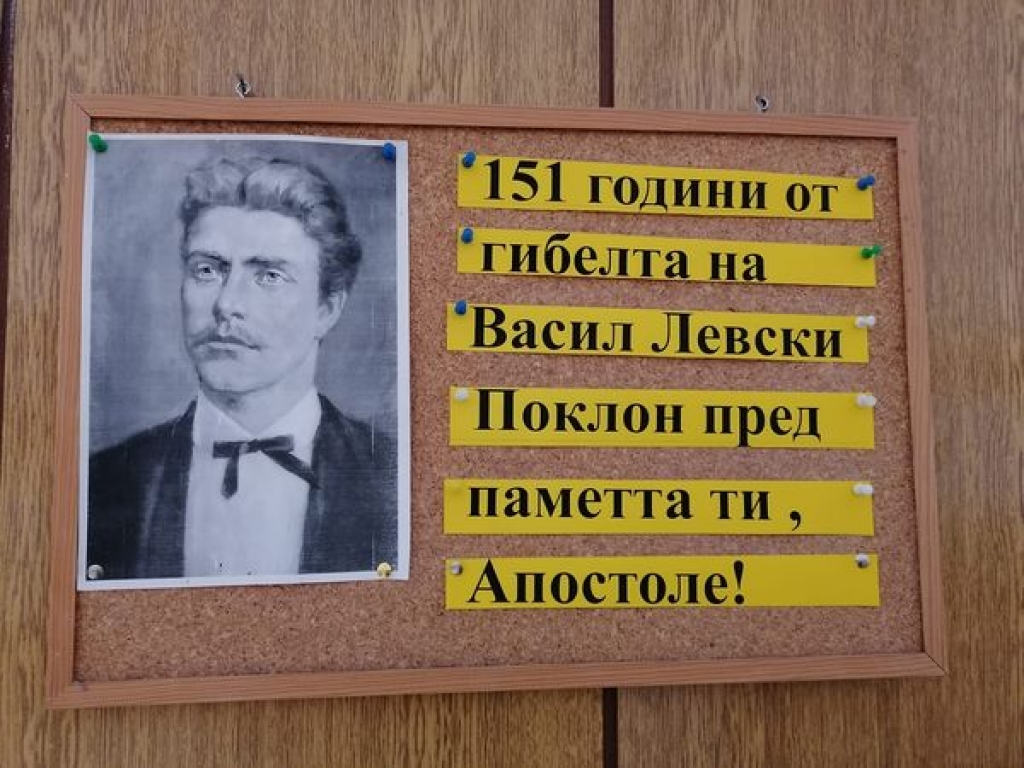 151 години от
гибелта на
Васил Левски
Поклон пред
паметта ти ,
Апостоле!